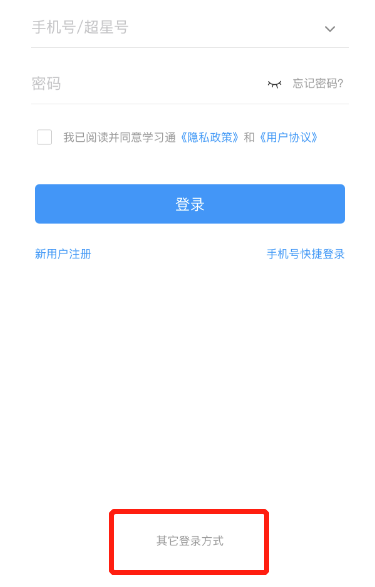 手机号/超星号
密码 忘记密码?
我已阅读并同意学习通《隐私政策》和《用户协议》
登录
新用户注册 手机号快捷登录
其它登录方式